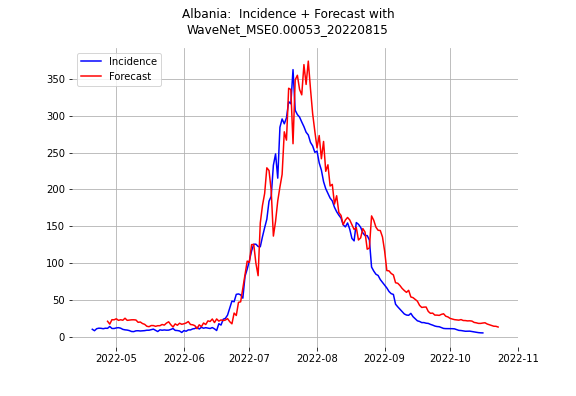 Albania:  Incidence + Forecast with
WaveNet_MSE0.00053_20220815
Incidence
Forecast
350
300
250
200
150
100
50
0
2022-05 2022-06 2022-07 2022-08 2022-09 2022-10 2022-11